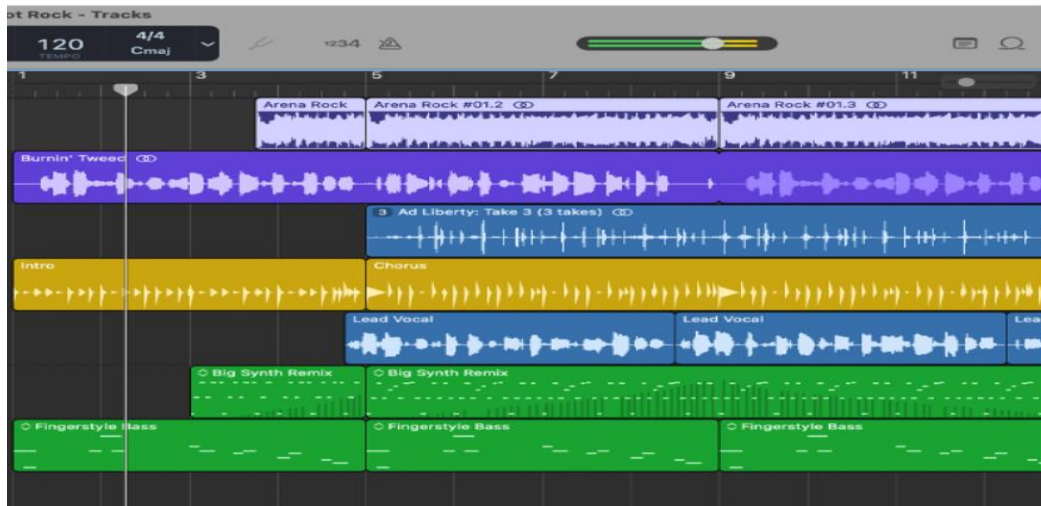 ot Rock - Tracks
120
TEMPO
4/4
Cmaj
1234
1 3 5 7 9 11
Arena Rock
Arena Rock #01.2
Arena Rock #01.3
Burnin' Tweed
3 Ad Liberty: Take 3 (3 takes)
Intro
Chorus
Lead Vocal
Lead Vocal
Lea
Big Synth Remix
Big Synth Remix
Fingerstyle Bass
Fingerstyle Bass
Fingerstyle Bass